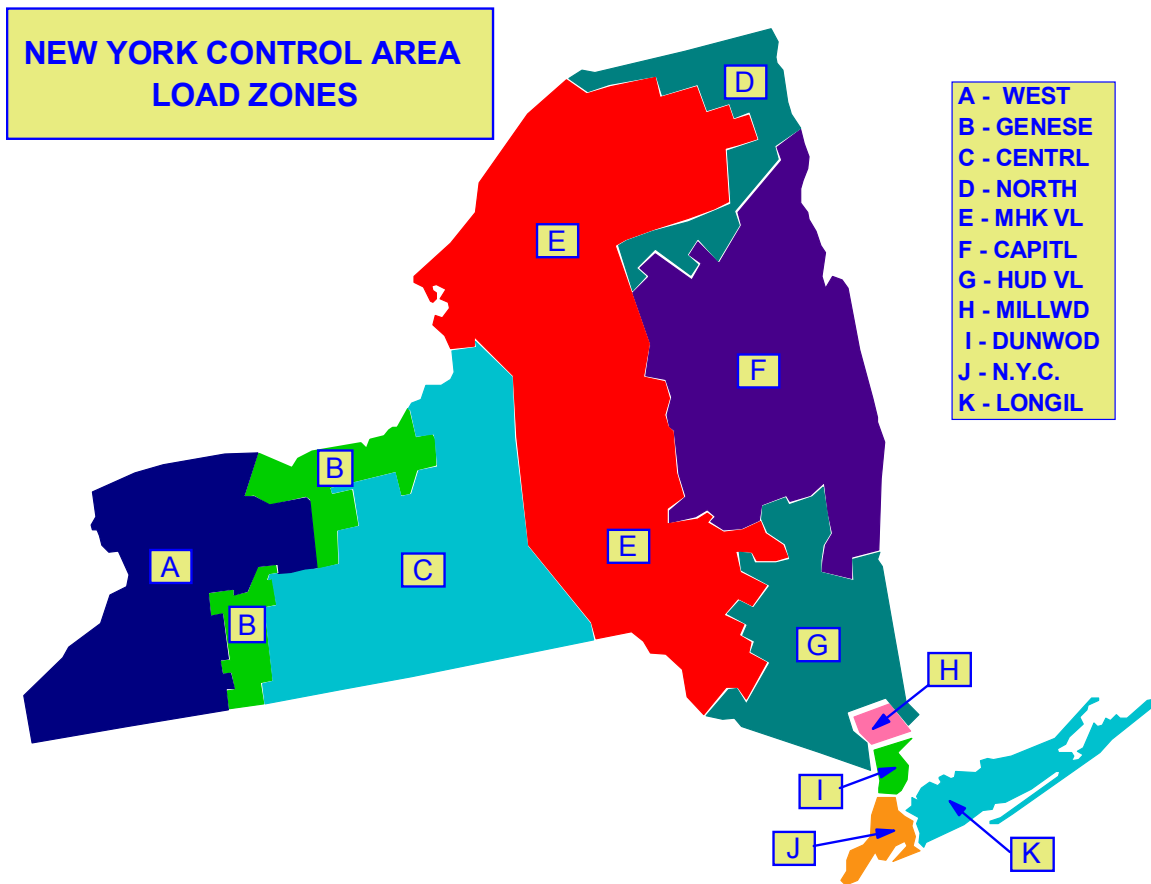 NEW YORK CONTROL AREA
LOAD ZONES
A - WEST
B - GENESE
C - CENTRL
D - NORTH
E - MHK VL
F - CAPITL
G - HUD VL
H - MILLWD
I - DUNWOD
J - N.Y.C.
K - LONGIL
D
E
F
B
A
C
E
B
G
H
I
J
K